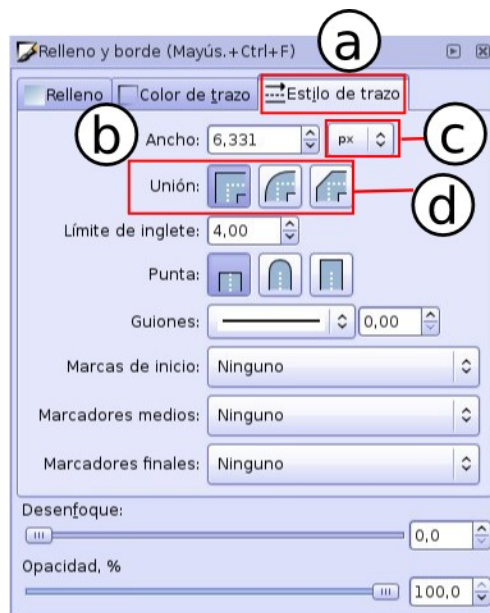 Relleno y borde (Mayús.+Ctrl+F)
a
Relleno Color de trazo Estilo de trazo
b
Ancho: 6,331 px
c
Unión:
d
Límite de inglete: 4,00
Punta:
Guiones: 0,00
Marcas de inicio: Ninguno
Marcadores medios: Ninguno
Marcadores finales: Ninguno
Desenfoque:
0,0
Opacidad, %
100,0